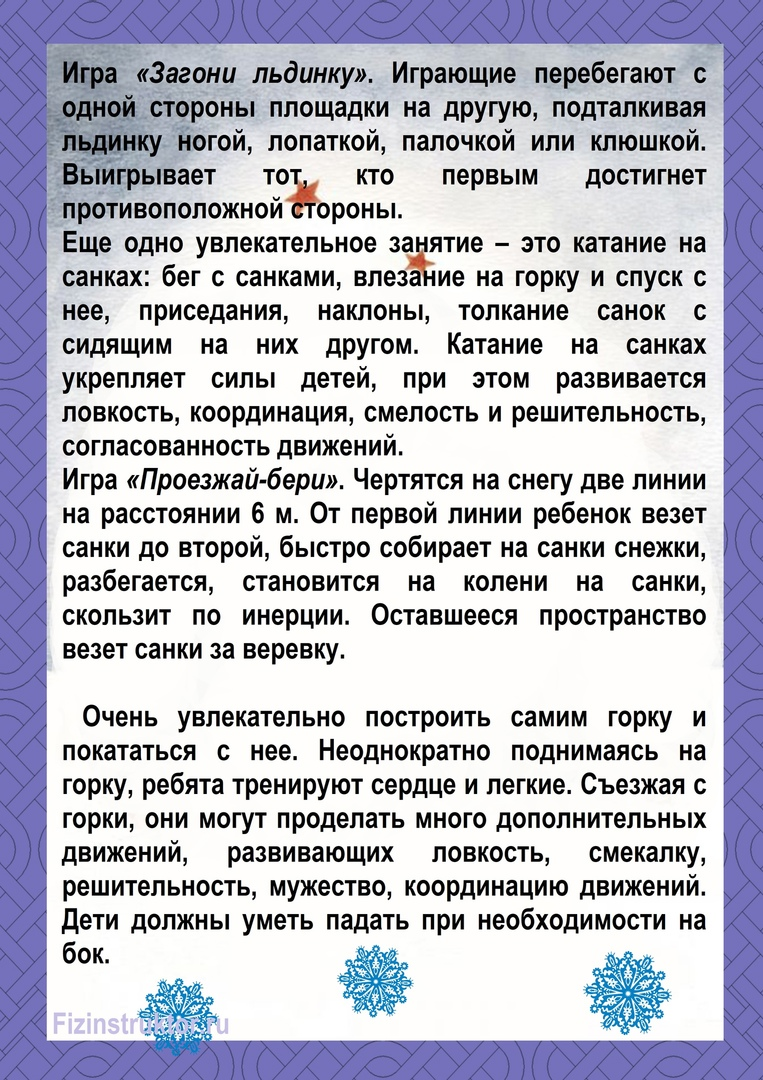 Игра «Загони льдинку». Играющие перебегают с
одной стороны площадки на другую, подталкивая
льдинку ногой, лопаткой, палочкой или клюшкой.
Выигрывает тот, кто первым достигнет
противоположной стороны.
Еще одно увлекательное занятие – это катание на
санках: бег с санками, влезание на горку и спуск с
нее, приседания, наклоны, толкание санок с
сидящим на них другом. Катание на санках
укрепляет силы детей, при этом развивается
ловкость, координация, смелость и решительность,
согласованность движений.
Игра «Проезжай-бери». Чертятся на снегу две линии
на расстоянии 6 м. От первой линии ребенок везет
санки до второй, быстро собирает на санки снежки,
разбегается, становится на колени на санки,
скользит по инерции. Оставшееся пространство
везет санки за веревку.
Очень увлекательно построить самим горку и
покататься с нее. Неоднократно поднимаясь на
горку, ребята тренируют сердце и легкие. Съезжая с
горки, они могут проделать много дополнительных
движений, развивающих ловкость, смекалку,
решительность, мужество, координацию движений.
Дети должны уметь падать при необходимости на
бок.
Fizinstruktor.ru